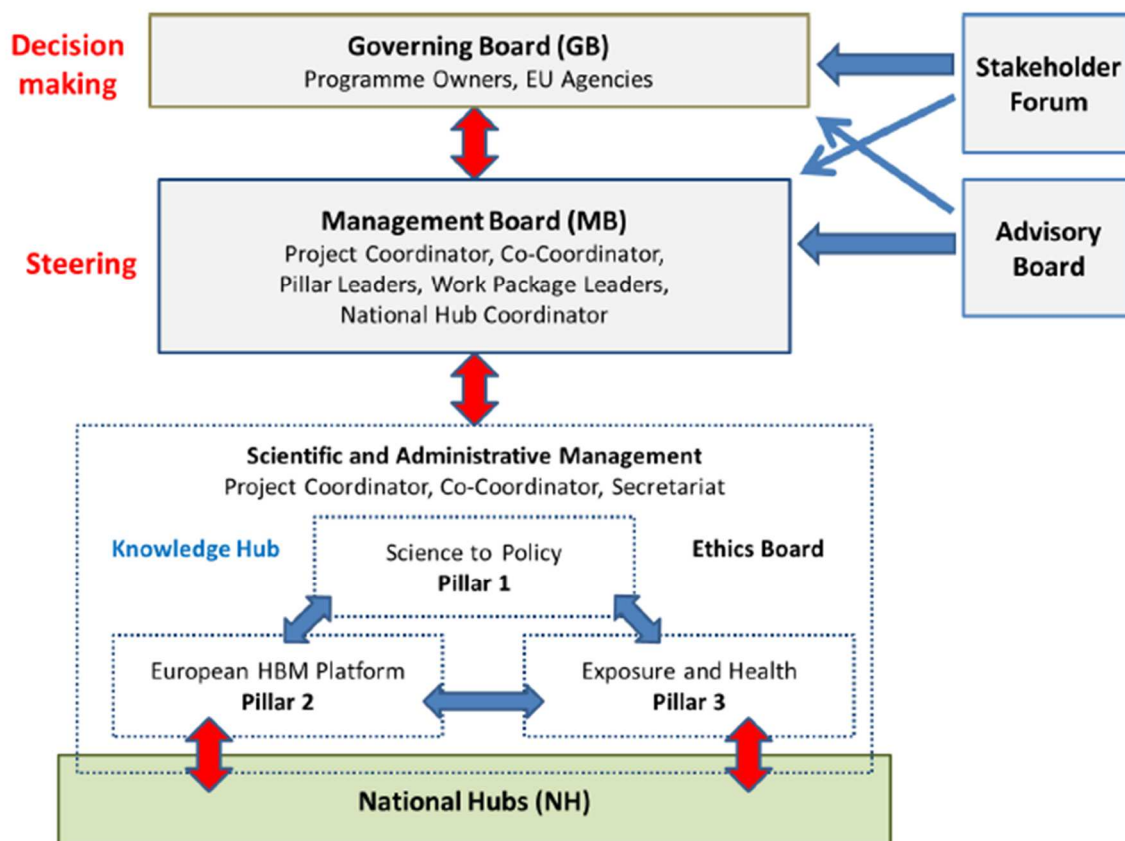 Decision
making
Governing Board (GB)
Programme Owners, EU Agencies
Stakeholder
Forum
Steering
Management Board (MB)
Project Coordinator, Co-Coordinator,
Pillar Leaders, Work Package Leaders,
National Hub Coordinator
Advisory
Board
Scientific and Administrative Management
Project Coordinator, Co-Coordinator, Secretariat
Knowledge Hub
Science to Policy
Pillar 1
Ethics Board
European HBM Platform
Pillar 2
Exposure and Health
Pillar 3
National Hubs (NH)